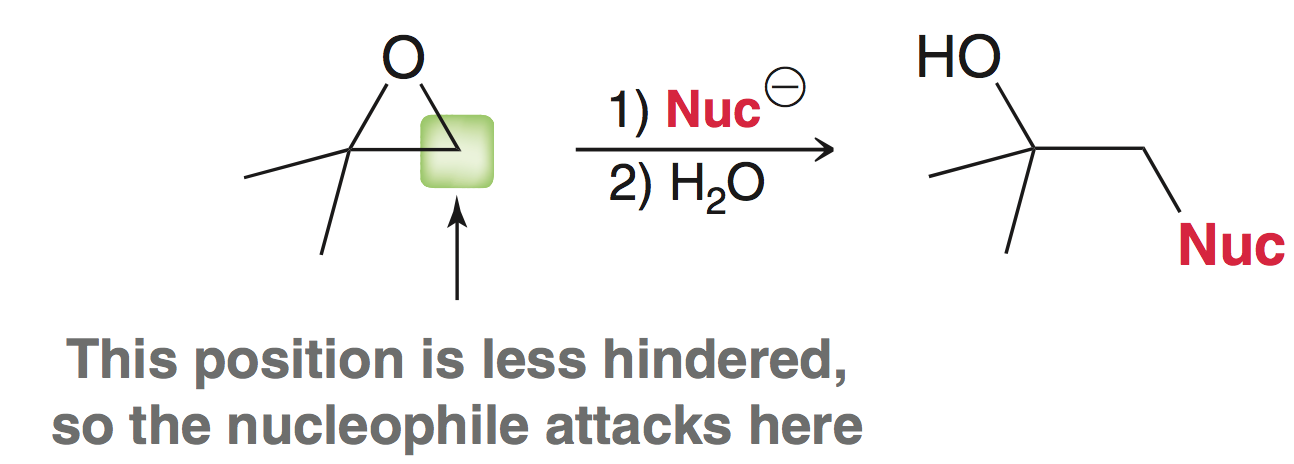 O
HO
1) Nuc⊖
2) H₂O
Nuc
This position is less hindered,
so the nucleophile attacks here